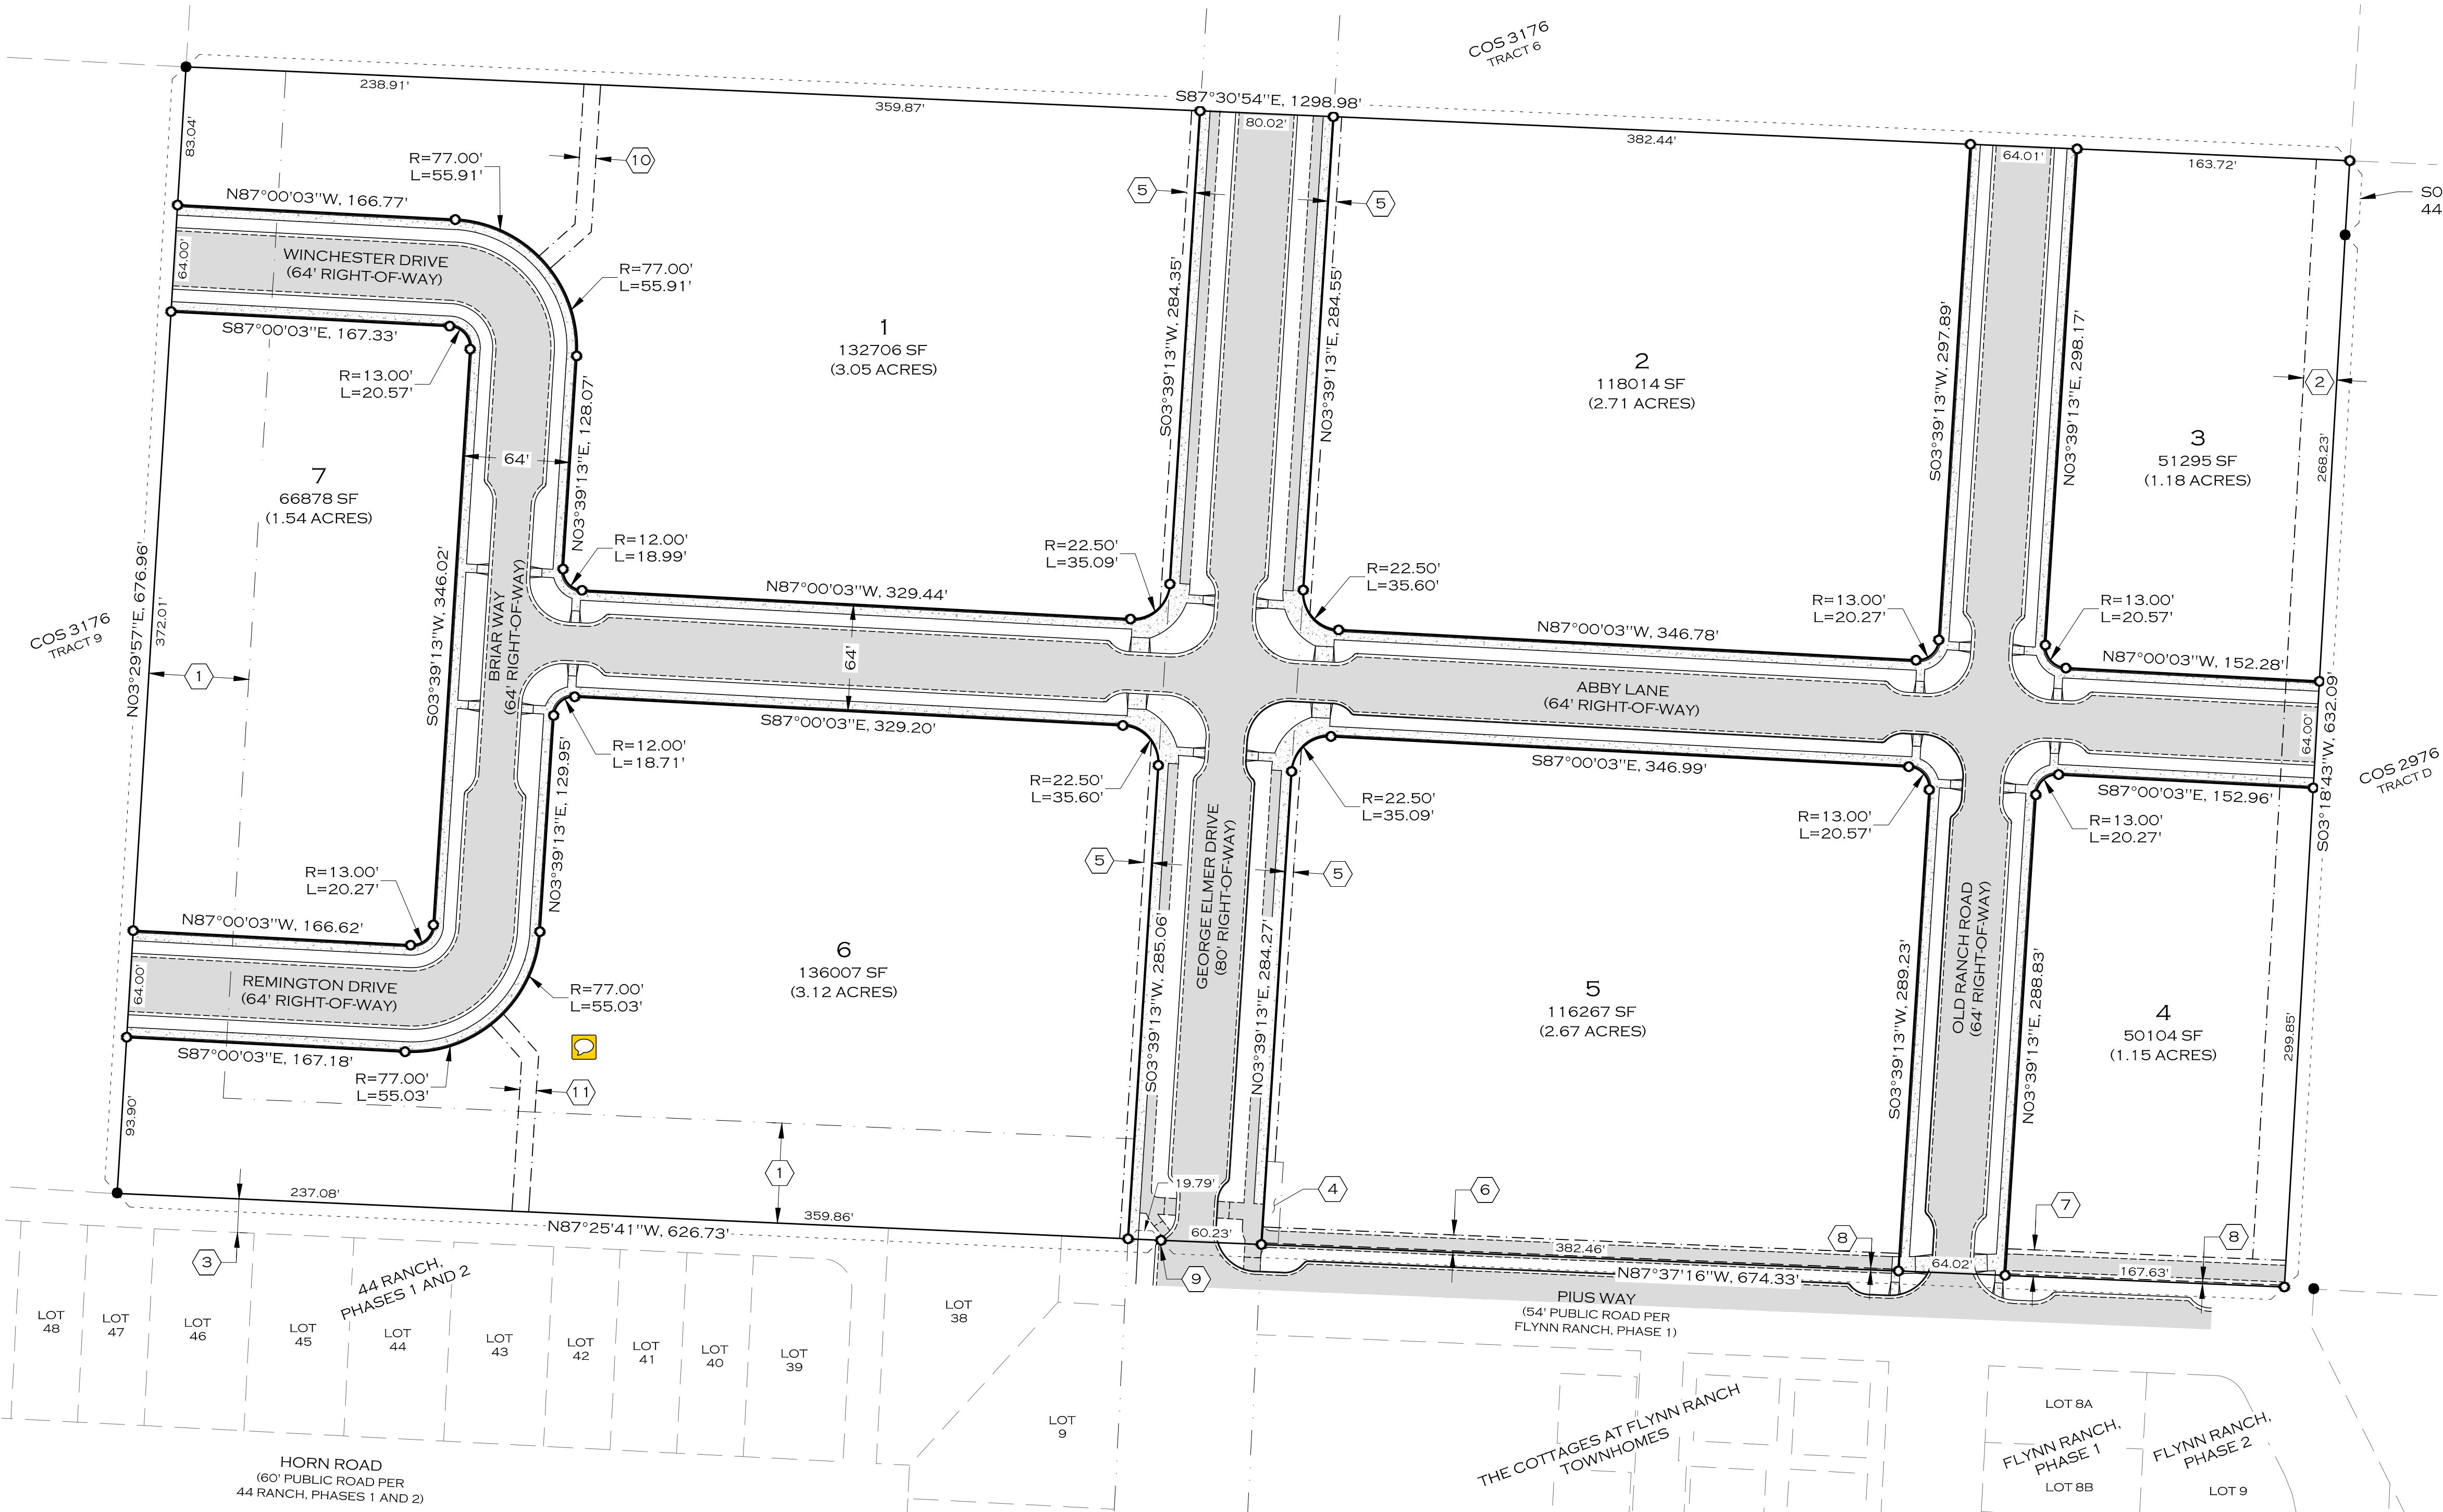 COS 3176
TRACT 6
238.91'
359.87'
S87°30'54"E, 1298.98'
80.02'
382.44'
64.01'
163.72'
83.04'
R=77.00'
L=55.91'
10
5
5
S0
44
N87°00'03"W, 166.77'
WINCHESTER DRIVE
(64' RIGHT-OF-WAY)
64.00'
R=77.00'
L=55.91'
S87°00'03"E, 167.33'
R=13.00'
L=20.57'
1
132706 SF
(3.05 ACRES)
S03°39'13"W, 284.35'
N03°39'13"E, 284.55'
2
118014 SF
(2.71 ACRES)
S03°39'13"W, 297.89'
N03°39'13"E, 298.17'
2
3
51295 SF
(1.18 ACRES)
268.23'
7
66878 SF
(1.54 ACRES)
64'
N03°39'13"E, 128.07'
R=12.00'
L=18.99'
N87°00'03"W, 329.44'
R=22.50'
L=35.09'
R=22.50'
L=35.60'
N87°00'03"W, 346.78'
R=13.00'
L=20.27'
R=13.00'
L=20.57'
N87°00'03"W, 152.28'
COS 3176
TRACT 9
N03°29'57"E, 676.96'
372.01'
1
S03°39'13"W, 346.02'
BRIAR WAY
(64' RIGHT-OF-WAY)
64'
ABBY LANE
(64' RIGHT-OF-WAY)
64.00'
S03°18'43"W, 632.09'
COS 2976
TRACT D
S87°00'03"E, 329.20'
R=12.00'
L=18.71'
R=22.50'
L=35.60'
R=22.50'
L=35.09'
S87°00'03"E, 346.99'
R=13.00'
L=20.57'
R=13.00'
L=20.27'
S87°00'03"E, 152.96'
N03°39'13"E, 129.95'
5
5
GEORGE ELMER DRIVE
(80' RIGHT-OF-WAY)
OLD RANCH ROAD
(64' RIGHT-OF-WAY)
R=13.00'
L=20.27'
N87°00'03"W, 166.62'
REMINGTON DRIVE
(64' RIGHT-OF-WAY)
64.00'
R=77.00'
L=55.03'
S87°00'03"E, 167.18'
R=77.00'
L=55.03'
11
6
136007 SF
(3.12 ACRES)
S03°39'13"W, 285.06'
N03°39'13"E, 284.27'
5
116267 SF
(2.67 ACRES)
S03°39'13"W, 289.23'
N03°39'13"E, 288.83'
4
50104 SF
(1.15 ACRES)
299.85'
93.90'
1
237.08'
359.86'
N87°25'41"W, 626.73'
3
19.79'
60.23'
4
6
9
382.46'
8
64.02'
7
8
167.63'
N87°37'16"W, 674.33'
PIUS WAY
(54' PUBLIC ROAD PER
FLYNN RANCH, PHASE 1)
44 RANCH,
PHASES 1 AND 2
LOT
48
LOT
47
LOT
46
LOT
45
LOT
44
LOT
43
LOT
42
LOT
41
LOT
40
LOT
39
LOT
38
LOT
9
HORN ROAD
(60' PUBLIC ROAD PER
44 RANCH, PHASES 1 AND 2)
THE COTTAGES AT FLYNN RANCH
TOWNHOMES
LOT 8A
FLYNN RANCH,
PHASE 1
LOT 8B
FLYNN RANCH,
PHASE 2
LOT 9